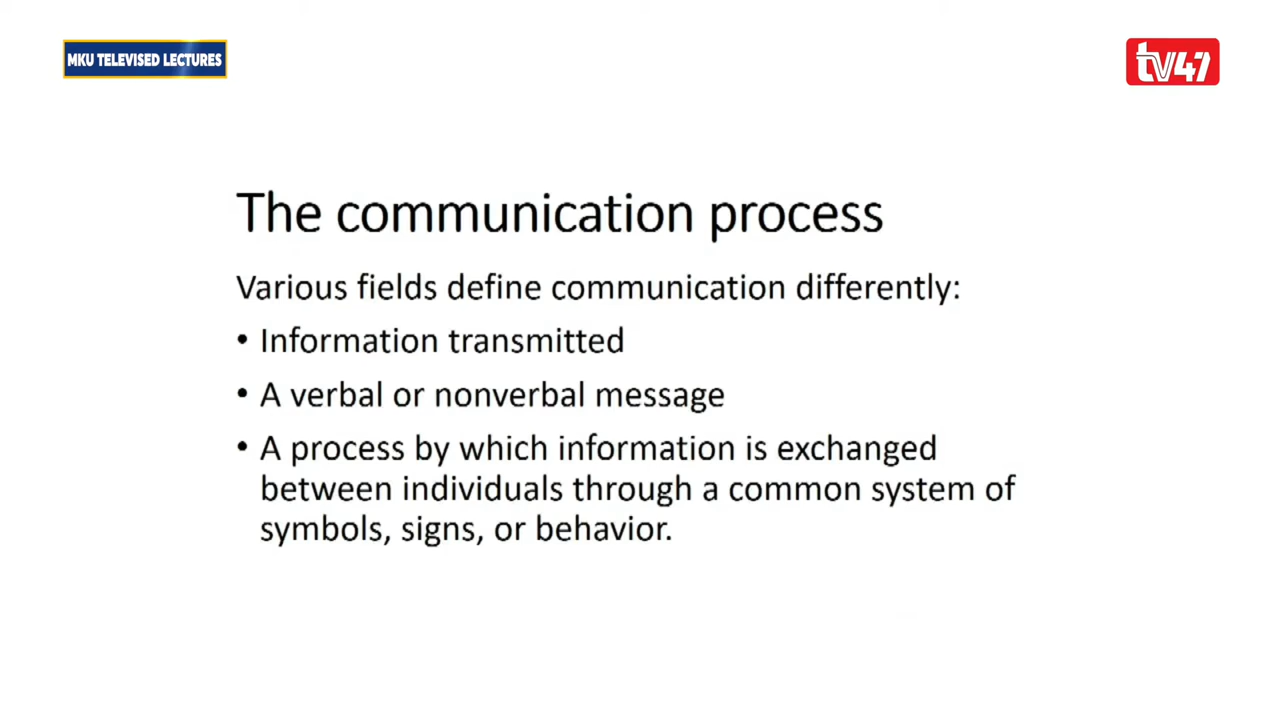 MKU TELEVISED LECTURES
tv47
The communication process
Various fields define communication differently:
• Information transmitted
• A verbal or nonverbal message
• A process by which information is exchanged
between individuals through a common system of
symbols, signs, or behavior.